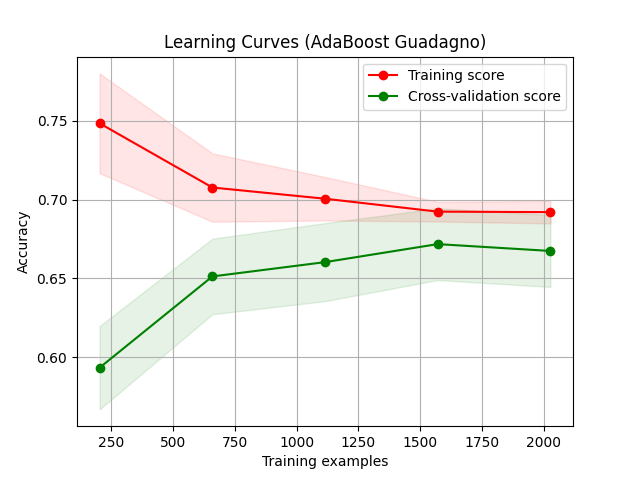 Learning Curves (AdaBoost Guadagno)
Training score
Cross-validation score
Accuracy
0.75
0.70
0.65
0.60
250 500 750 1000 1250 1500 1750 2000
Training examples